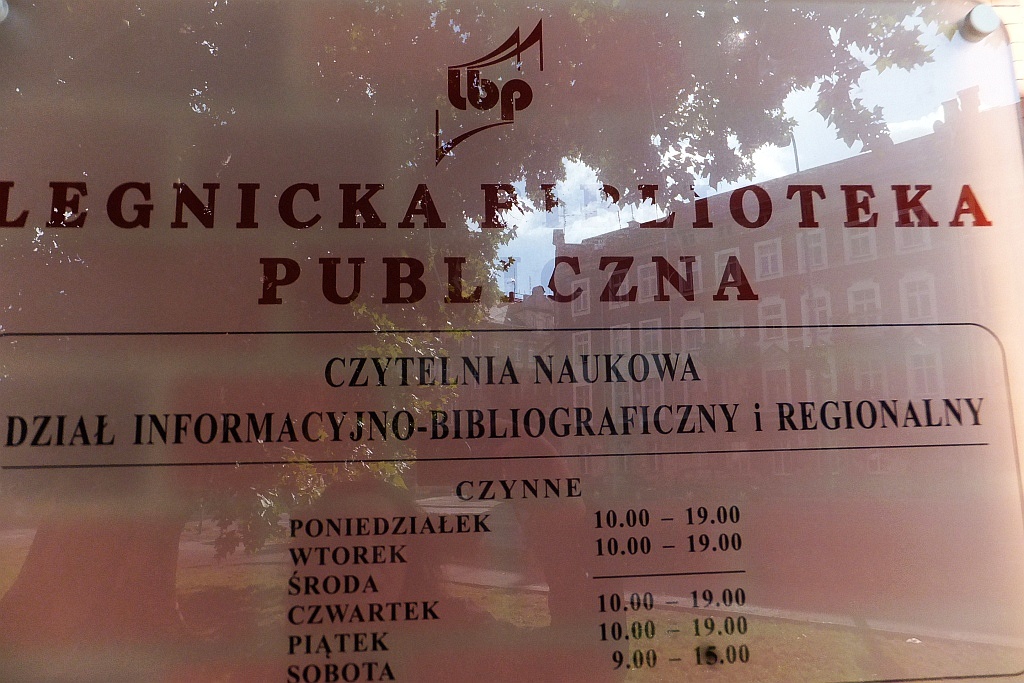 lbp
LEGNICKA BIBLIOTEKA
PUBLICZNA
CZYTELNIA NAUKOWA
DZIAŁ INFORMACYJNO-BIBLIOGRAFICZNY i REGIONALNY
CZYNNE
PONIEDZIAŁEK 10.00 – 19.00
WTOREK 10.00 – 19.00
ŚRODA ———
CZWARTEK 10.00 – 19.00
PIĄTEK 10.00 – 19.00
SOBOTA 9.00 – 15.00